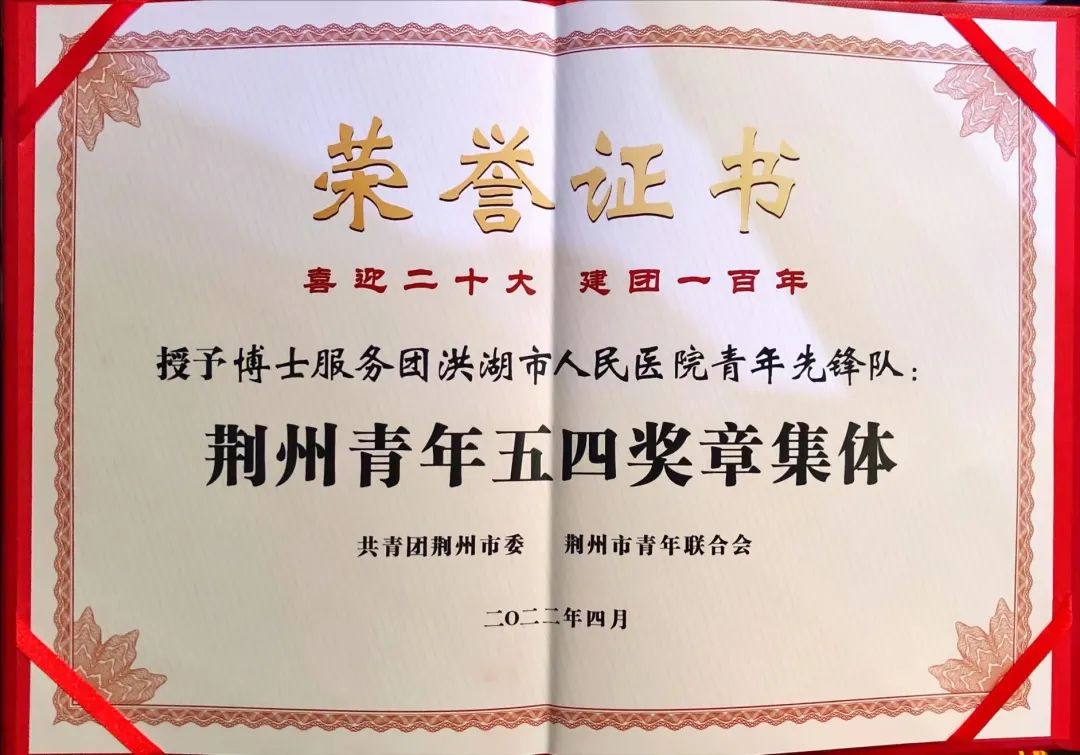 荣誉证书
喜迎二十大 建团一百年
授予博士服务团洪湖市人民医院青年先锋队：
荆州青年五四奖章集体
共青团荆州市委 荆州市青年联合会
二〇二二年四月